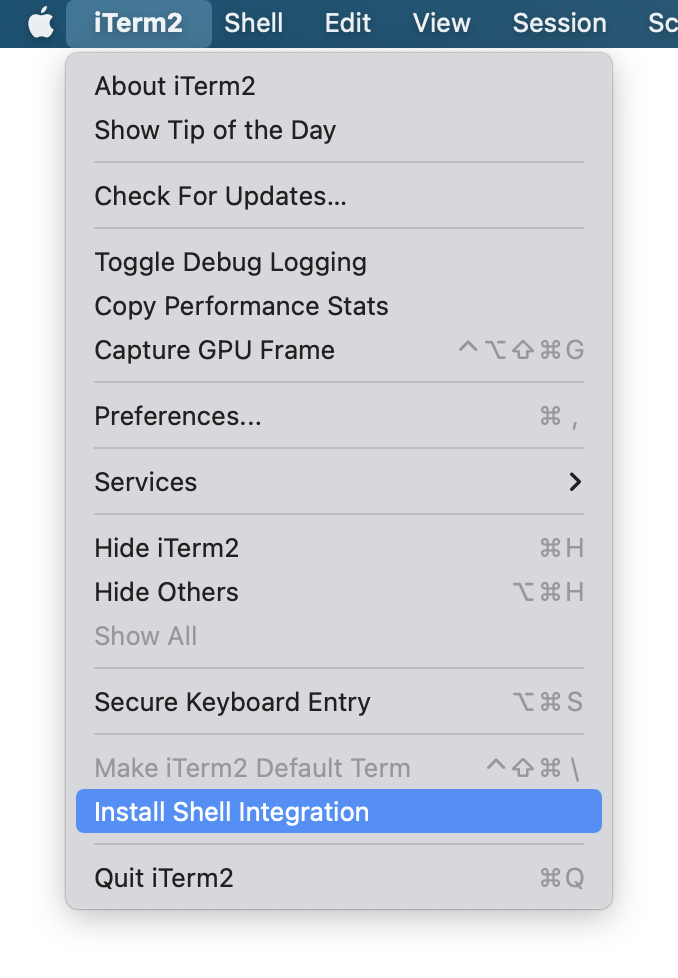 iTerm2 Shell Edit View Session Sc
About iTerm2
Show Tip of the Day
Check For Updates...
Toggle Debug Logging
Copy Performance Stats
Capture GPU Frame ^⌥⇧⌘G
Preferences... ⌘,
Services
Hide iTerm2 ⌘H
Hide Others ⌥⌘H
Show All
Secure Keyboard Entry ⌥⌘S
Make iTerm2 Default Term ^⇧⌘\
Install Shell Integration
Quit iTerm2 ⌘Q